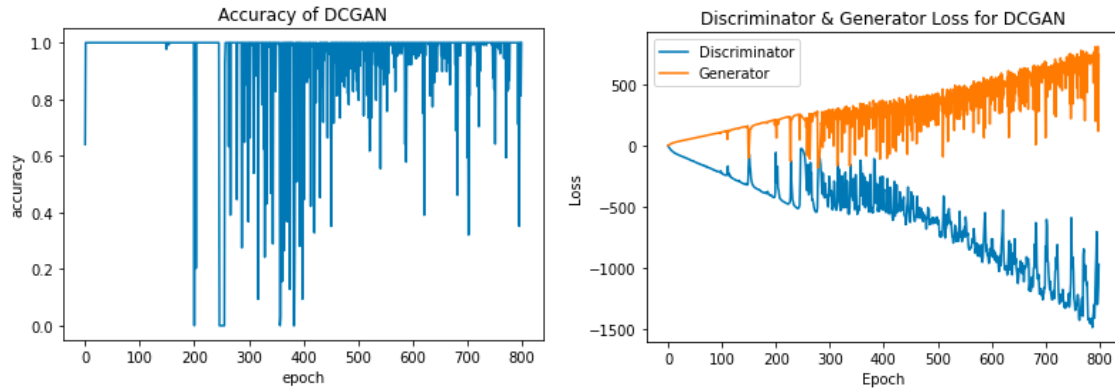 Accuracy of DCGAN
1.0
0.8
0.6
0.4
0.2
0.0
accuracy
0 100 200 300 400 500 600 700 800
epoch
Discriminator & Generator Loss for DCGAN
Discriminator
Generator
500
0
−500
−1000
−1500
Loss
0 100 200 300 400 500 600 700 800
Epoch